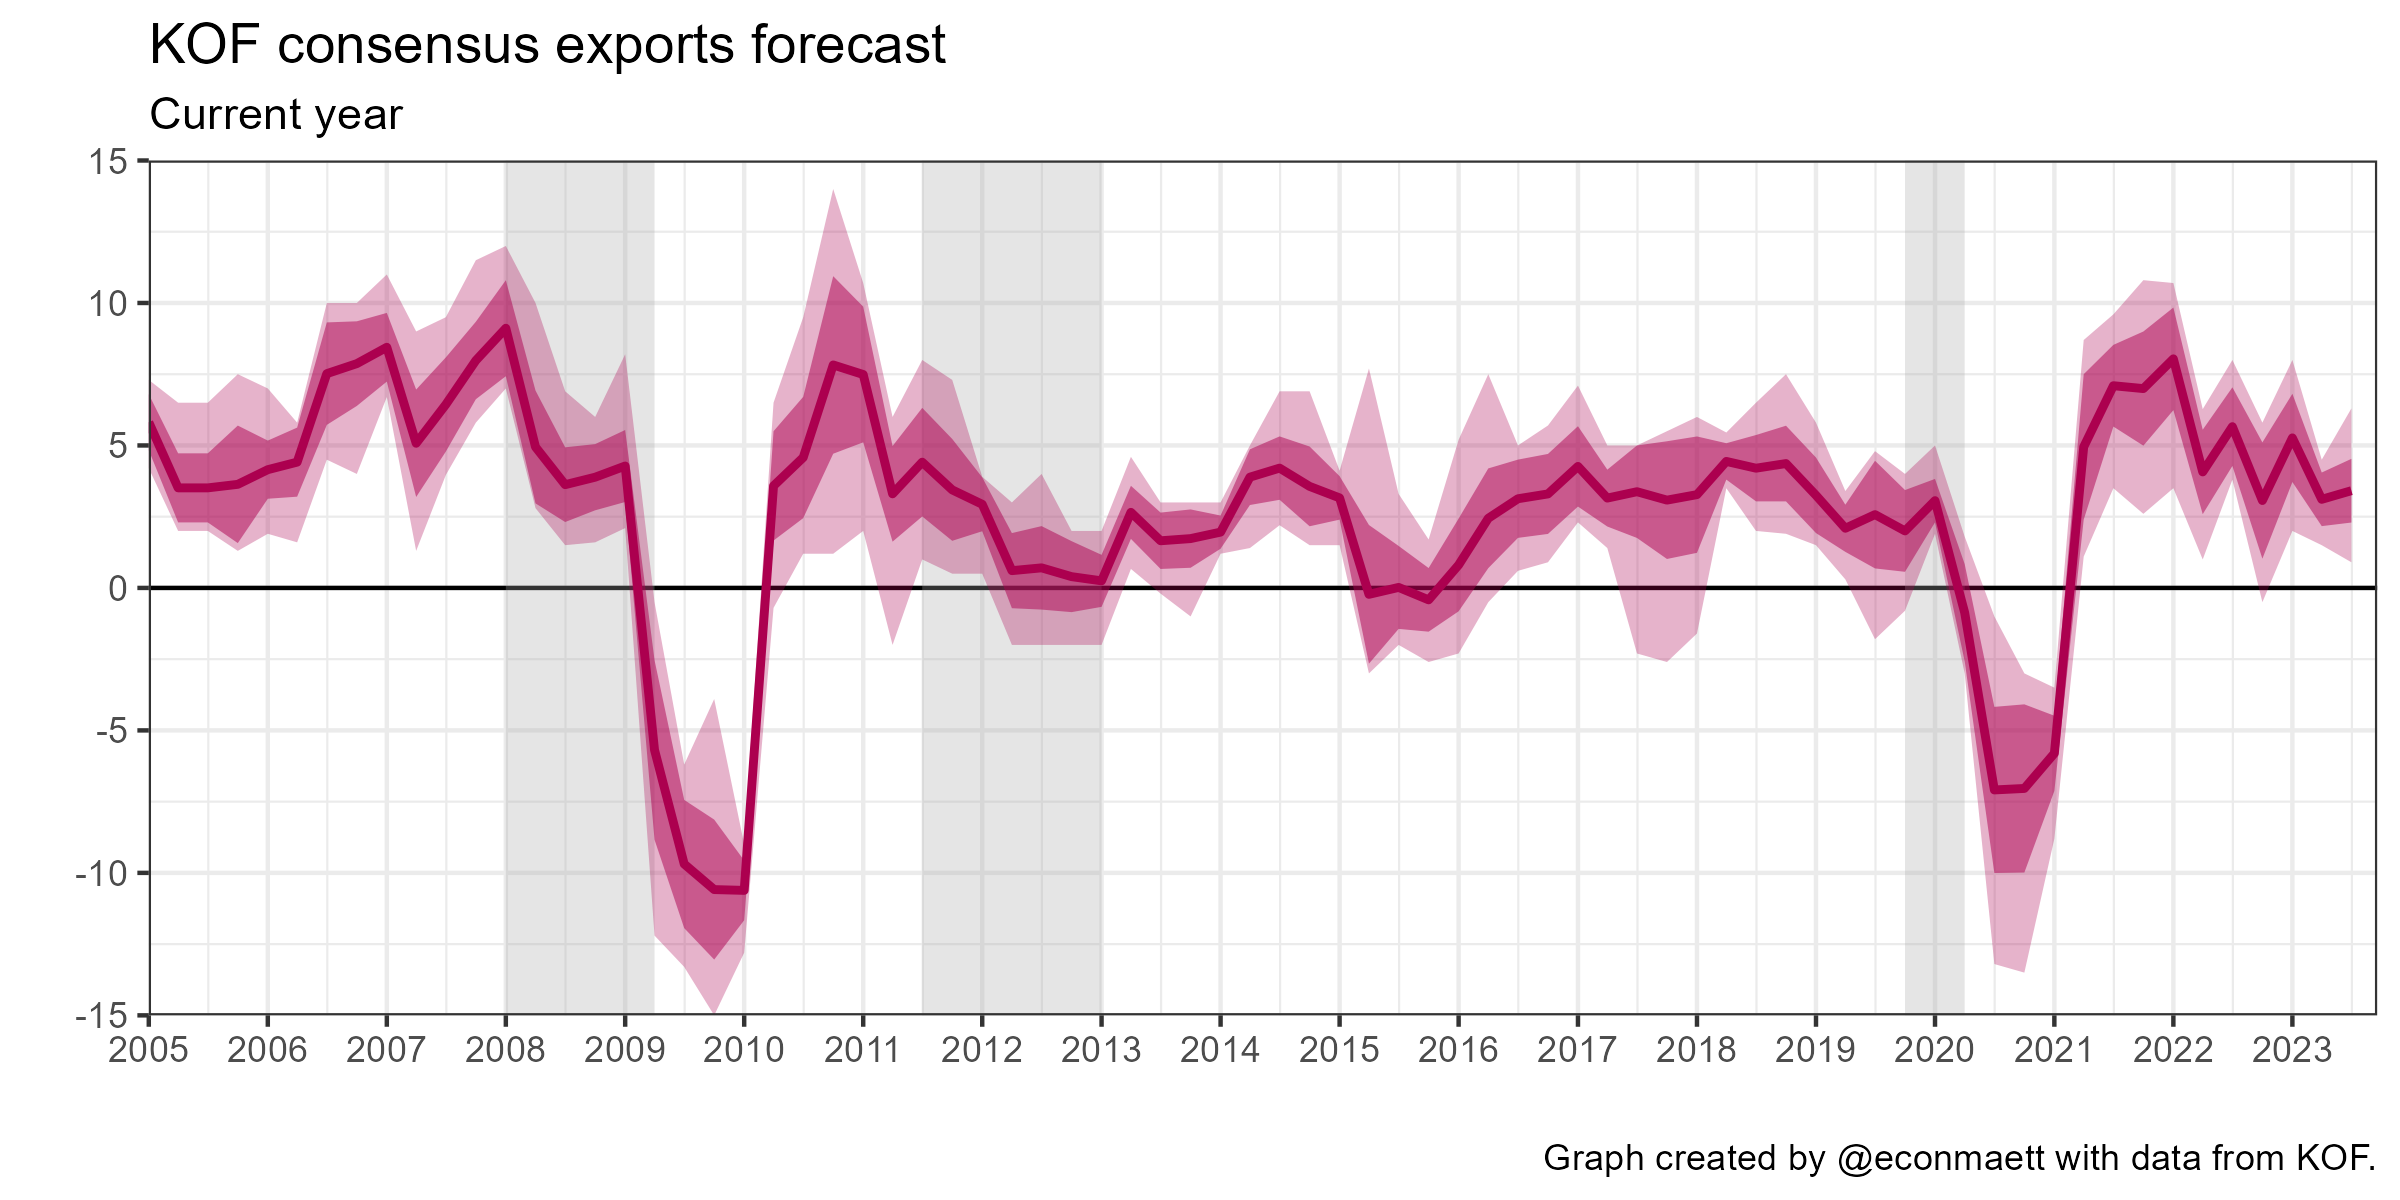 KOF consensus exports forecast
Current year
15
10
5
0
-5
-10
-15
2005 2006 2007 2008 2009 2010 2011 2012 2013 2014 2015 2016 2017 2018 2019 2020 2021 2022 2023
Graph created by @econmaett with data from KOF.